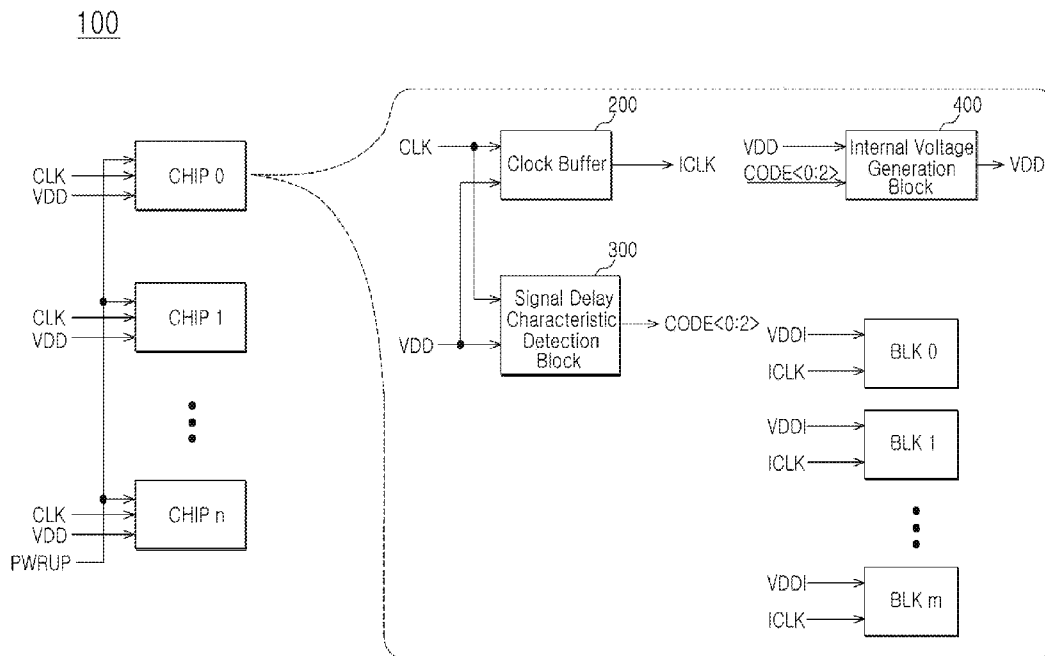 100
CLK
VDD
CHIP 0
CLK
VDD
CHIP 1
CLK
VDD
PWRUP
CHIP n
CLK
VDD
200
Clock Buffer
ICLK
300
Signal Delay
Characteristic
Detection
Block
CODE<0:2>
VDD
CODE<0:2>
400
Internal Voltage
Generation
Block
VDD
VDDI
ICLK
BLK 0
VDDI
ICLK
BLK 1
VDDI
ICLK
BLK m